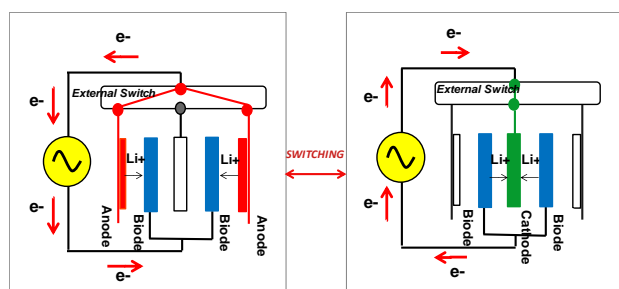 e-
External Switch
e-
Li+
Li+
e-
Anode
Biode
Biode
Anode
e-
SWITCHING
e-
External Switch
e-
Li+
Li+
e-
Biode
Cathode
Biode
e-